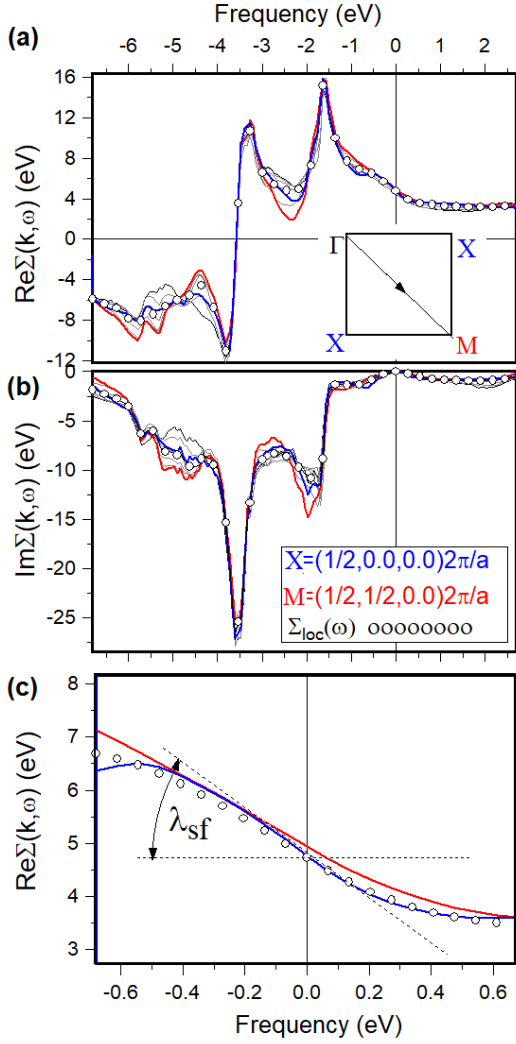 Frequency (eV)
(a)
-6 -5 -4 -3 -2 -1 0 1 2
16
12
8
4
0
-4
-8
-12
ReΣ(k,ω) (eV)
Γ X
X M
(b)
0
-5
-10
-15
-20
-25
ImΣ(k,ω) (eV)
X=(1/2,0.0,0.0)2π/a
M=(1/2,1/2,0.0)2π/a
Σloc(ω) oooooooo
(c)
8
7
6
5
4
3
ReΣ(k,ω) (eV)
λsf
-0.6 -0.4 -0.2 0.0 0.2 0.4 0.6
Frequency (eV)